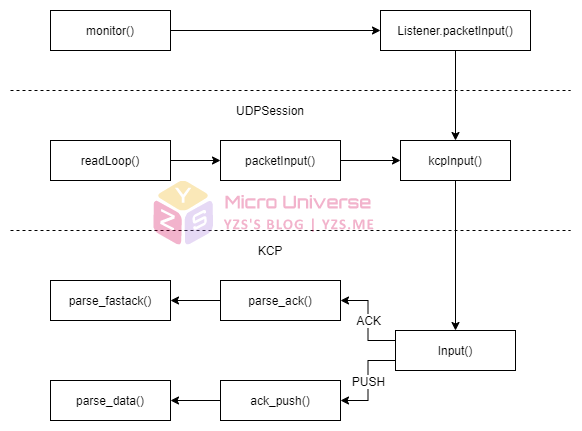 monitor()
Listener.packetInput()
UDPSession
readLoop()
packetInput()
kcpInput()
Y
Z
S
Micro Universe
YZS'S BLOG | YZS.ME
KCP
parse_fastack()
parse_ack()
ACK
Input()
PUSH
parse_data()
ack_push()